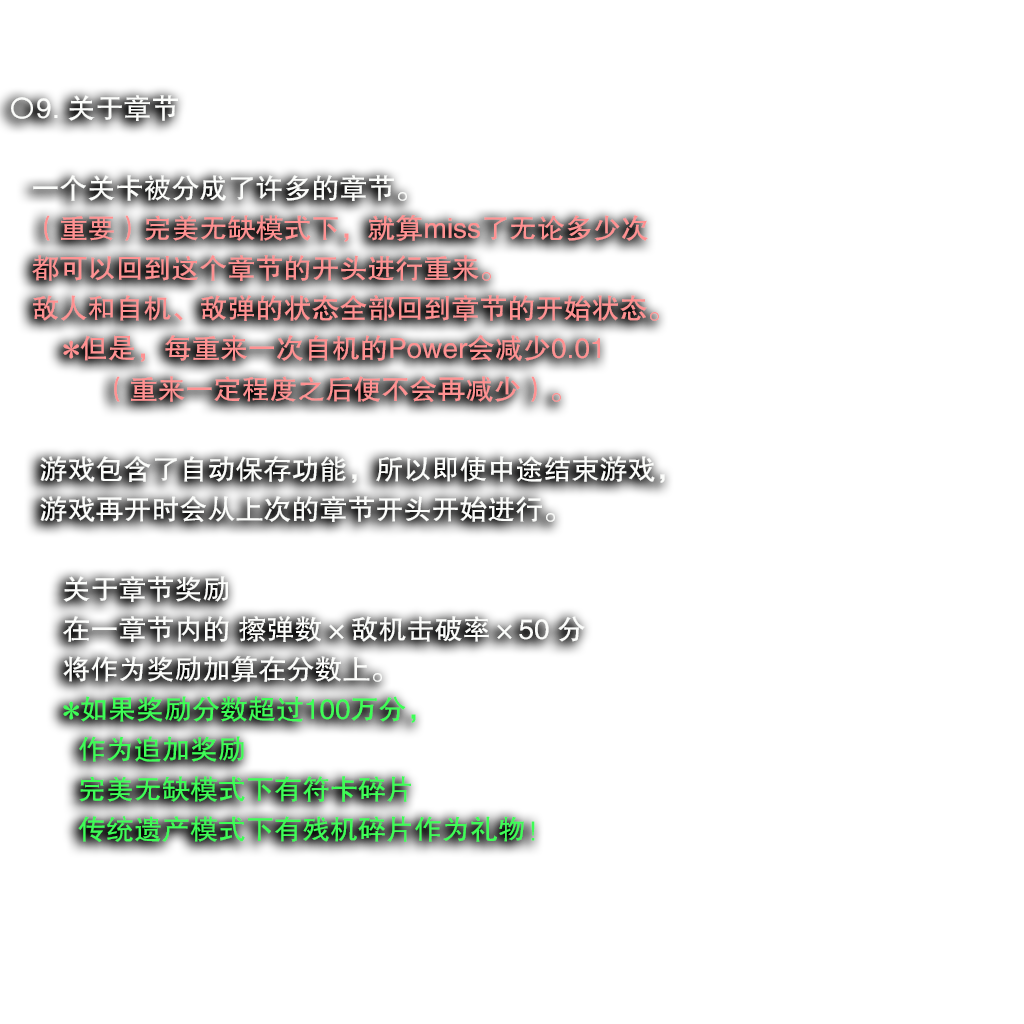 〇9. 关于章节
一个关卡被分成了许多的章节。
（重要）完美无缺模式下，就算miss了无论多少次
都可以回到这个章节的开头进行重来。
敌人和自机、敌弹的状态全部回到章节的开始状态。
*但是，每重来一次自机的Power会减少0.01
（重来一定程度之后便不会再减少）。
游戏包含了自动保存功能，所以即使中途结束游戏，
游戏再开时会从上次的章节开头开始进行。
关于章节奖励
在一章节内的 擦弹数×敌机击破率×50 分
将作为奖励加算在分数上。
*如果奖励分数超过100万分，
作为追加奖励
完美无缺模式下有符卡碎片
传统遗产模式下有残机碎片作为礼物!